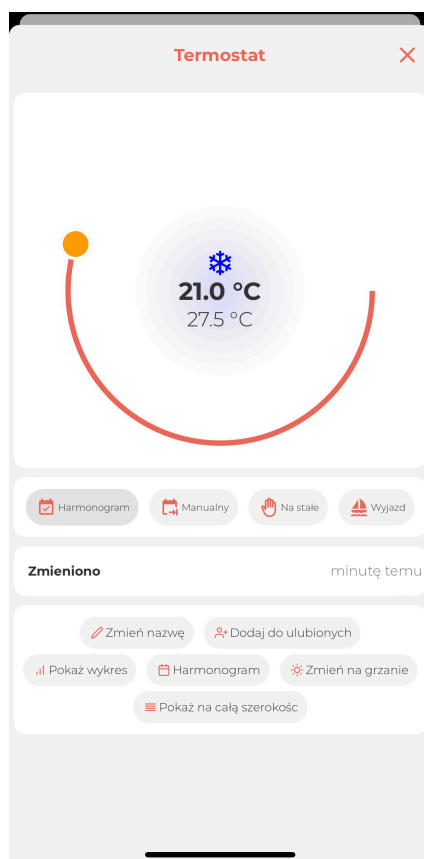 Termostat
21.0 °C
27.5 °C
Harmonogram Manualny Na stałe Wyjazd
Zmieniono minutę temu
Zmień nazwę Dodaj do ulubionych
Pokaż wykres Harmonogram Zmień na grzanie
Pokaż na całą szerokośc